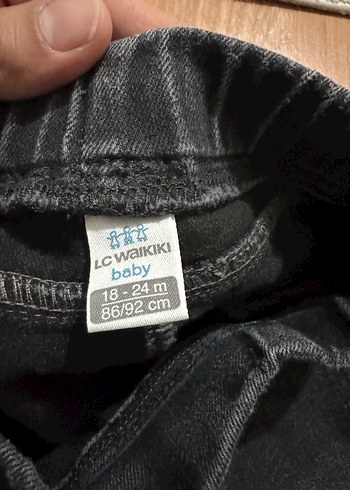 LC WAIKIKI
baby
18 - 24 m
86/92 cm